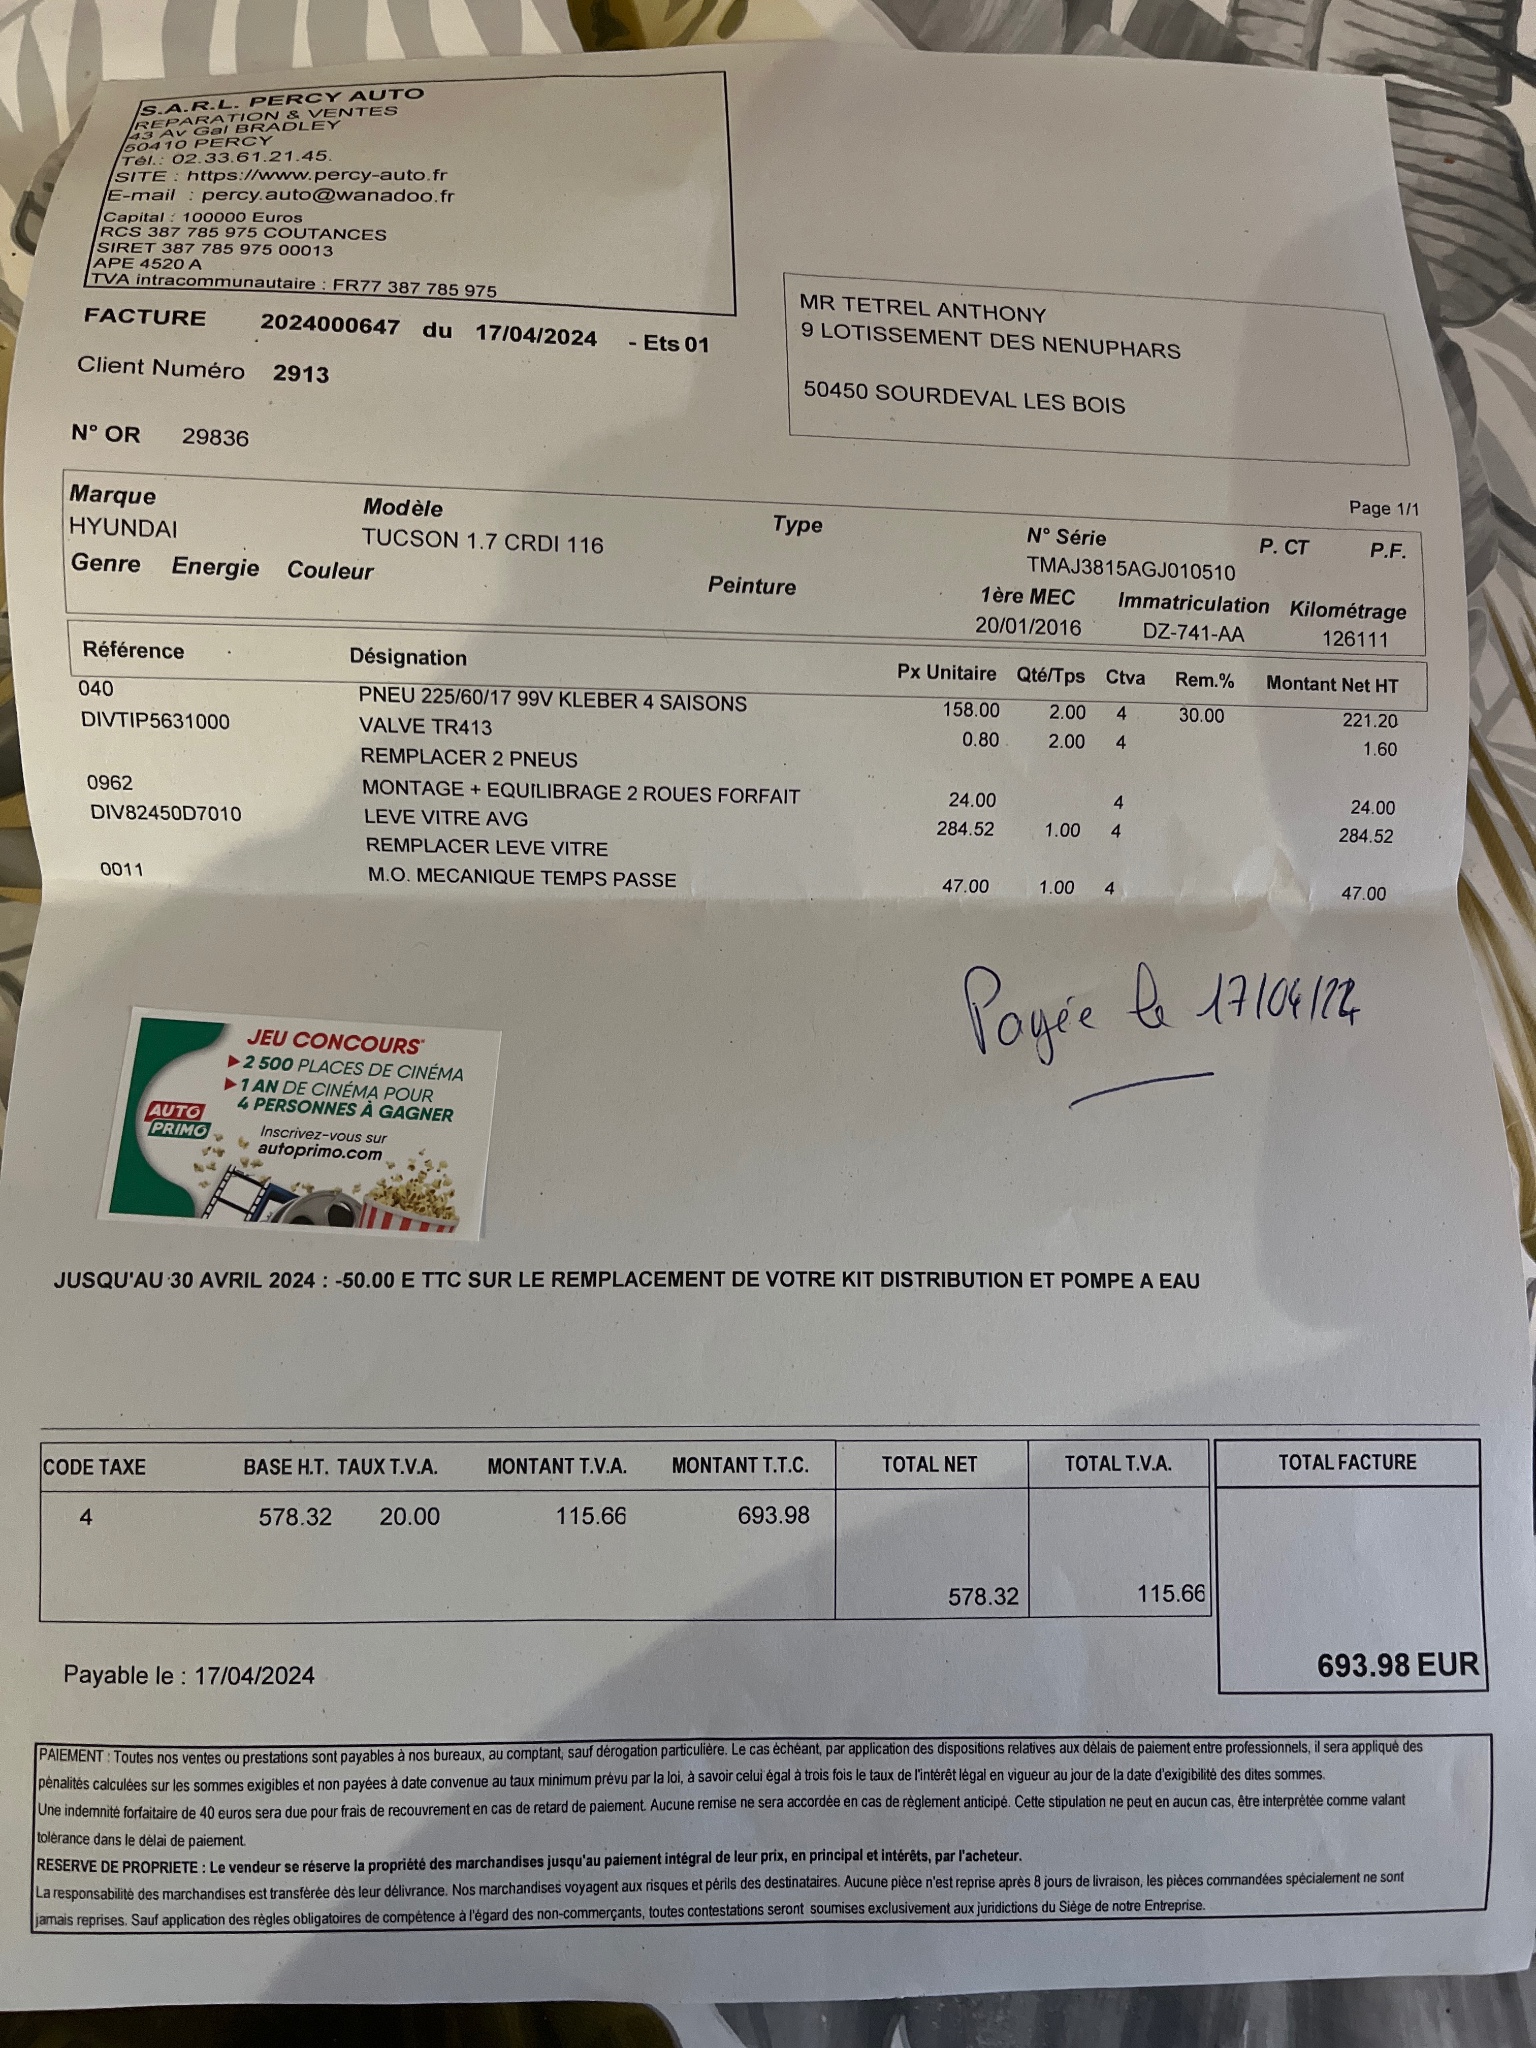 S.A.R.L. PERCY AUTO
REPARATION & VENTES
43 Av Gal BRADLEY
50410 PERCY
Tél.: 02.33.61.21.45.
SITE : https://www.percy-auto.fr
E-mail : percy.auto@wanadoo.fr
Capital : 100000 Euros
RCS 387 785 975 COUTANCES
SIRET 387 785 975 00013
APE 4520 A
TVA intracommunautaire : FR77 387 785 975
MR TETREL ANTHONY
9 LOTISSEMENT DES NENUPHARS
50450 SOURDEVAL LES BOIS
FACTURE 2024000647 du 17/04/2024 - Ets 01
Client Numéro 2913
N° OR 29836
Page 1/1
Marque Modèle Type N° Série P. CT P.F.
HYUNDAI TUCSON 1.7 CRDI 116 TMAJ3815AGJ010510
Genre Energie Couleur Peinture 1ère MEC Immatriculation Kilométrage
20/01/2016 DZ-741-AA 126111
Référence Désignation Px Unitaire Qté/Tps Ctva Rem.% Montant Net HT
040 PNEU 225/60/17 99V KLEBER 4 SAISONS 158.00 2.00 4 30.00 221.20
DIVTIP5631000 VALVE TR413 0.80 2.00 4 1.60
REMPLACER 2 PNEUS
0962 MONTAGE + EQUILIBRAGE 2 ROUES FORFAIT 24.00 4 24.00
DIV82450D7010 LEVE VITRE AVG 284.52 1.00 4 284.52
REMPLACER LEVE VITRE
0011 M.O. MECANIQUE TEMPS PASSE 47.00 1.00 4 47.00
Payée le 17/04/24
JEU CONCOURS*
2 500 PLACES DE CINÉMA
1 AN DE CINÉMA POUR
4 PERSONNES À GAGNER
AUTO
PRIMO
Inscrivez-vous sur
autoprimo.com
JUSQU'AU 30 AVRIL 2024 : -50.00 E TTC SUR LE REMPLACEMENT DE VOTRE KIT DISTRIBUTION ET POMPE A EAU
CODE TAXE BASE H.T. TAUX T.V.A. MONTANT T.V.A. MONTANT T.T.C. TOTAL NET TOTAL T.V.A. TOTAL FACTURE
4 578.32 20.00 115.66 693.98
578.32 115.66
693.98 EUR
Payable le : 17/04/2024
PAIEMENT : Toutes nos ventes ou prestations sont payables à nos bureaux, au comptant, sauf dérogation particulière. Le cas échéant, par application des dispositions relatives aux délais de paiement entre professionnels, il sera appliqué des
pénalités calculées sur les sommes exigibles et non payées à date convenue au taux minimum prévu par la loi, à savoir celui égal à trois fois le taux de l'intérêt légal en vigueur au jour de la date d'exigibilité des dites sommes.
Une indemnité forfaitaire de 40 euros sera due pour frais de recouvrement en cas de retard de paiement. Aucune remise ne sera accordée en cas de règlement anticipé. Cette stipulation ne peut en aucun cas, être interprétée comme valant
tolérance dans le délai de paiement.
RESERVE DE PROPRIETE : Le vendeur se réserve la propriété des marchandises jusqu'au paiement intégral de leur prix, en principal et intérêts, par l'acheteur.
La responsabilité des marchandises est transférée dès leur délivrance. Nos marchandises voyagent aux risques et périls des destinataires. Aucune pièce n'est reprise après 8 jours de livraison, les pièces commandées spécialement ne sont
jamais reprises. Sauf application des règles obligatoires de compétence à l'égard des non-commerçants, toutes contestations seront soumises exclusivement aux juridictions du Siège de notre Entreprise.